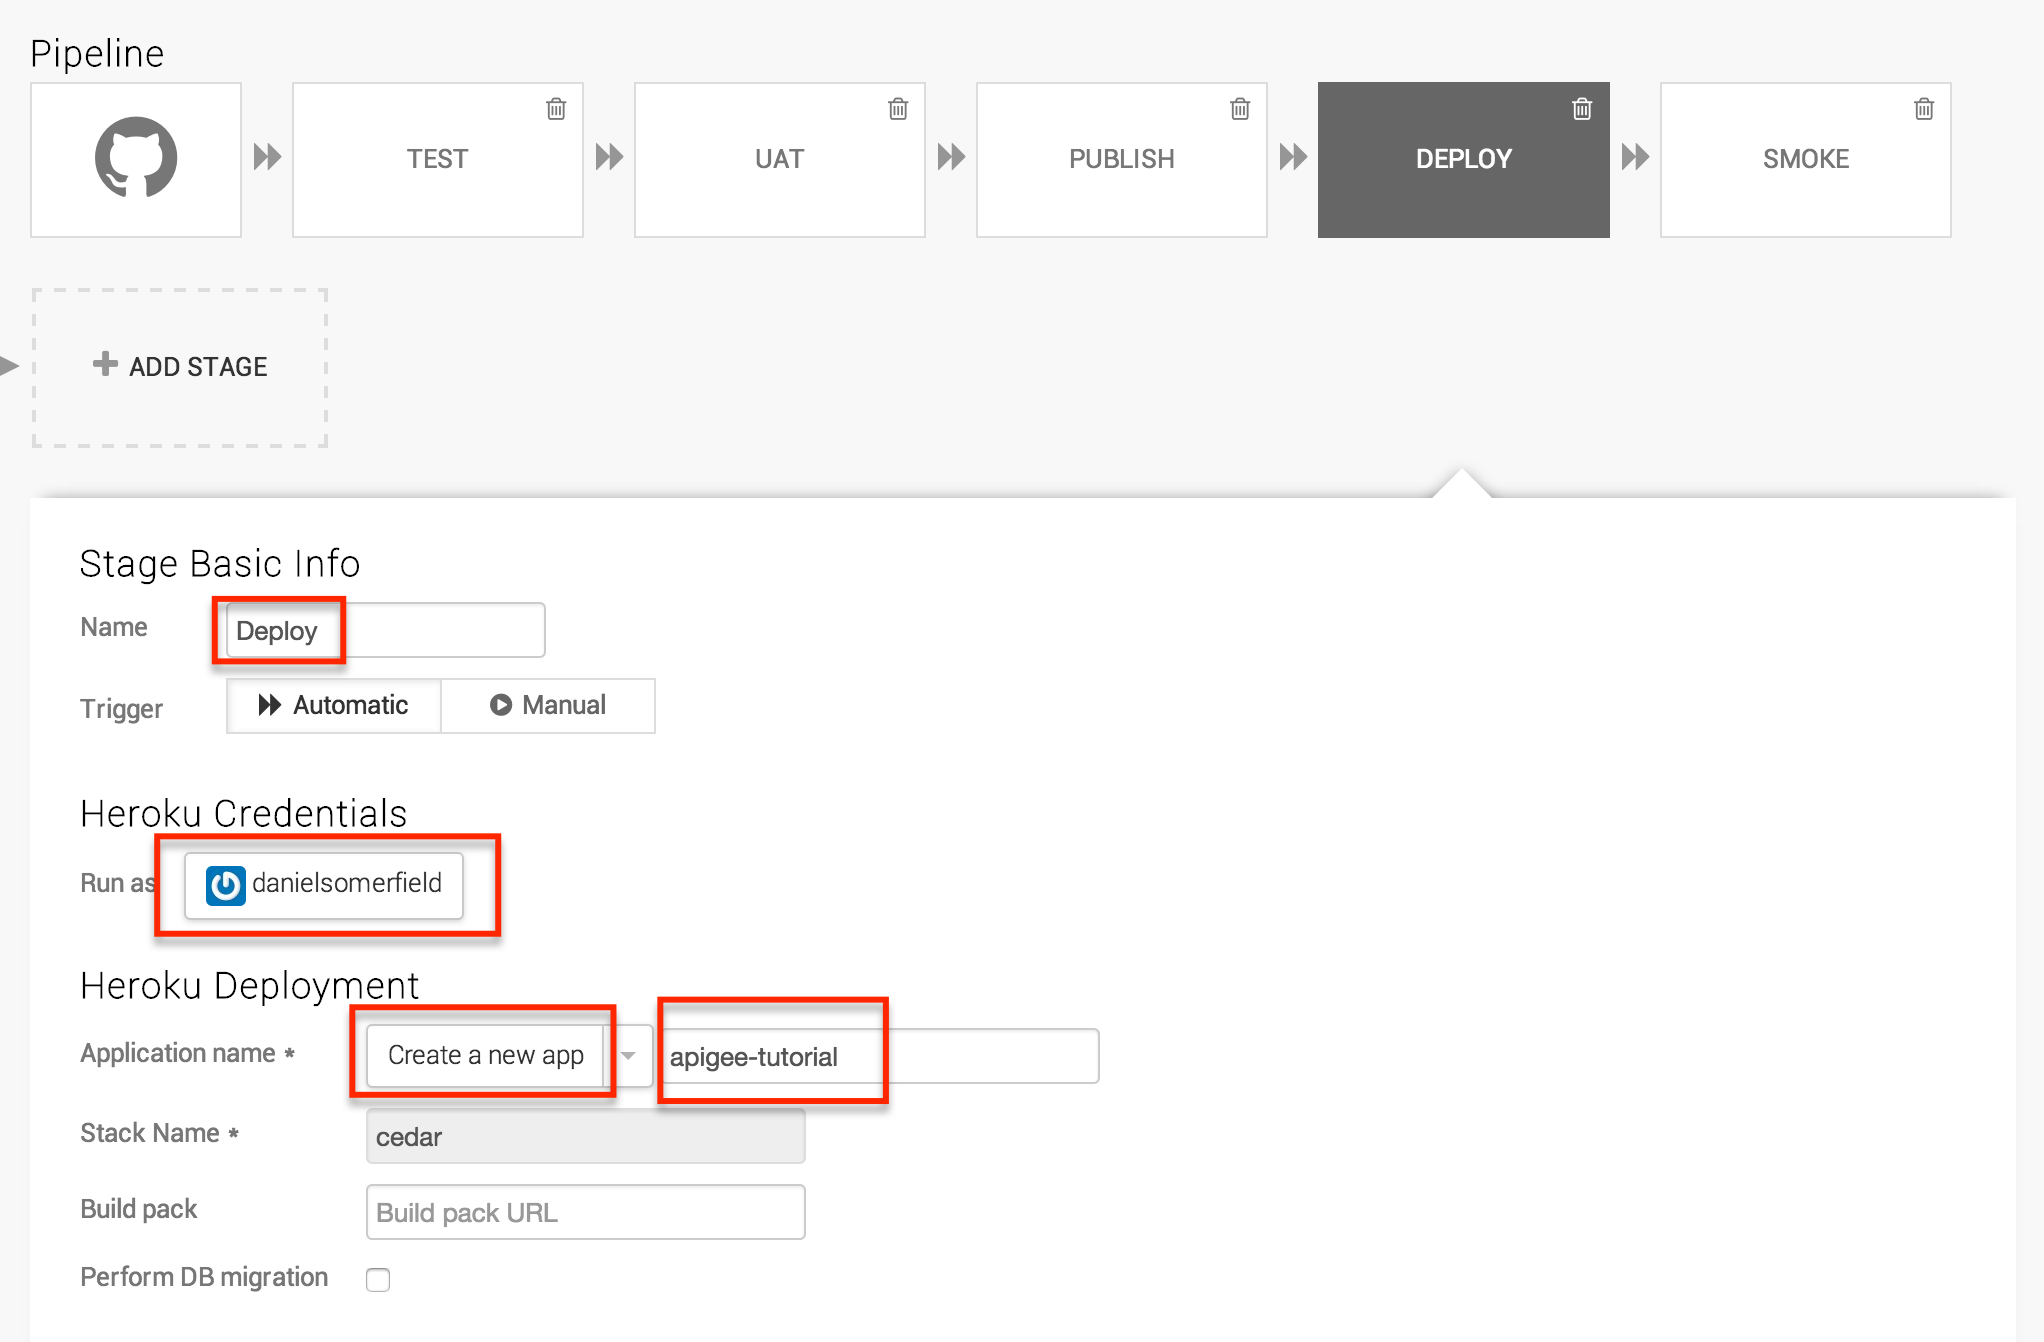 Pipeline
TEST
UAT
PUBLISH
DEPLOY
SMOKE
ADD STAGE
Stage Basic Info
Name Deploy
Trigger Automatic Manual
Heroku Credentials
Run as danielsomerfield
Heroku Deployment
Application name * Create a new app apigee-tutorial
Stack Name * cedar
Build pack Build pack URL
Perform DB migration